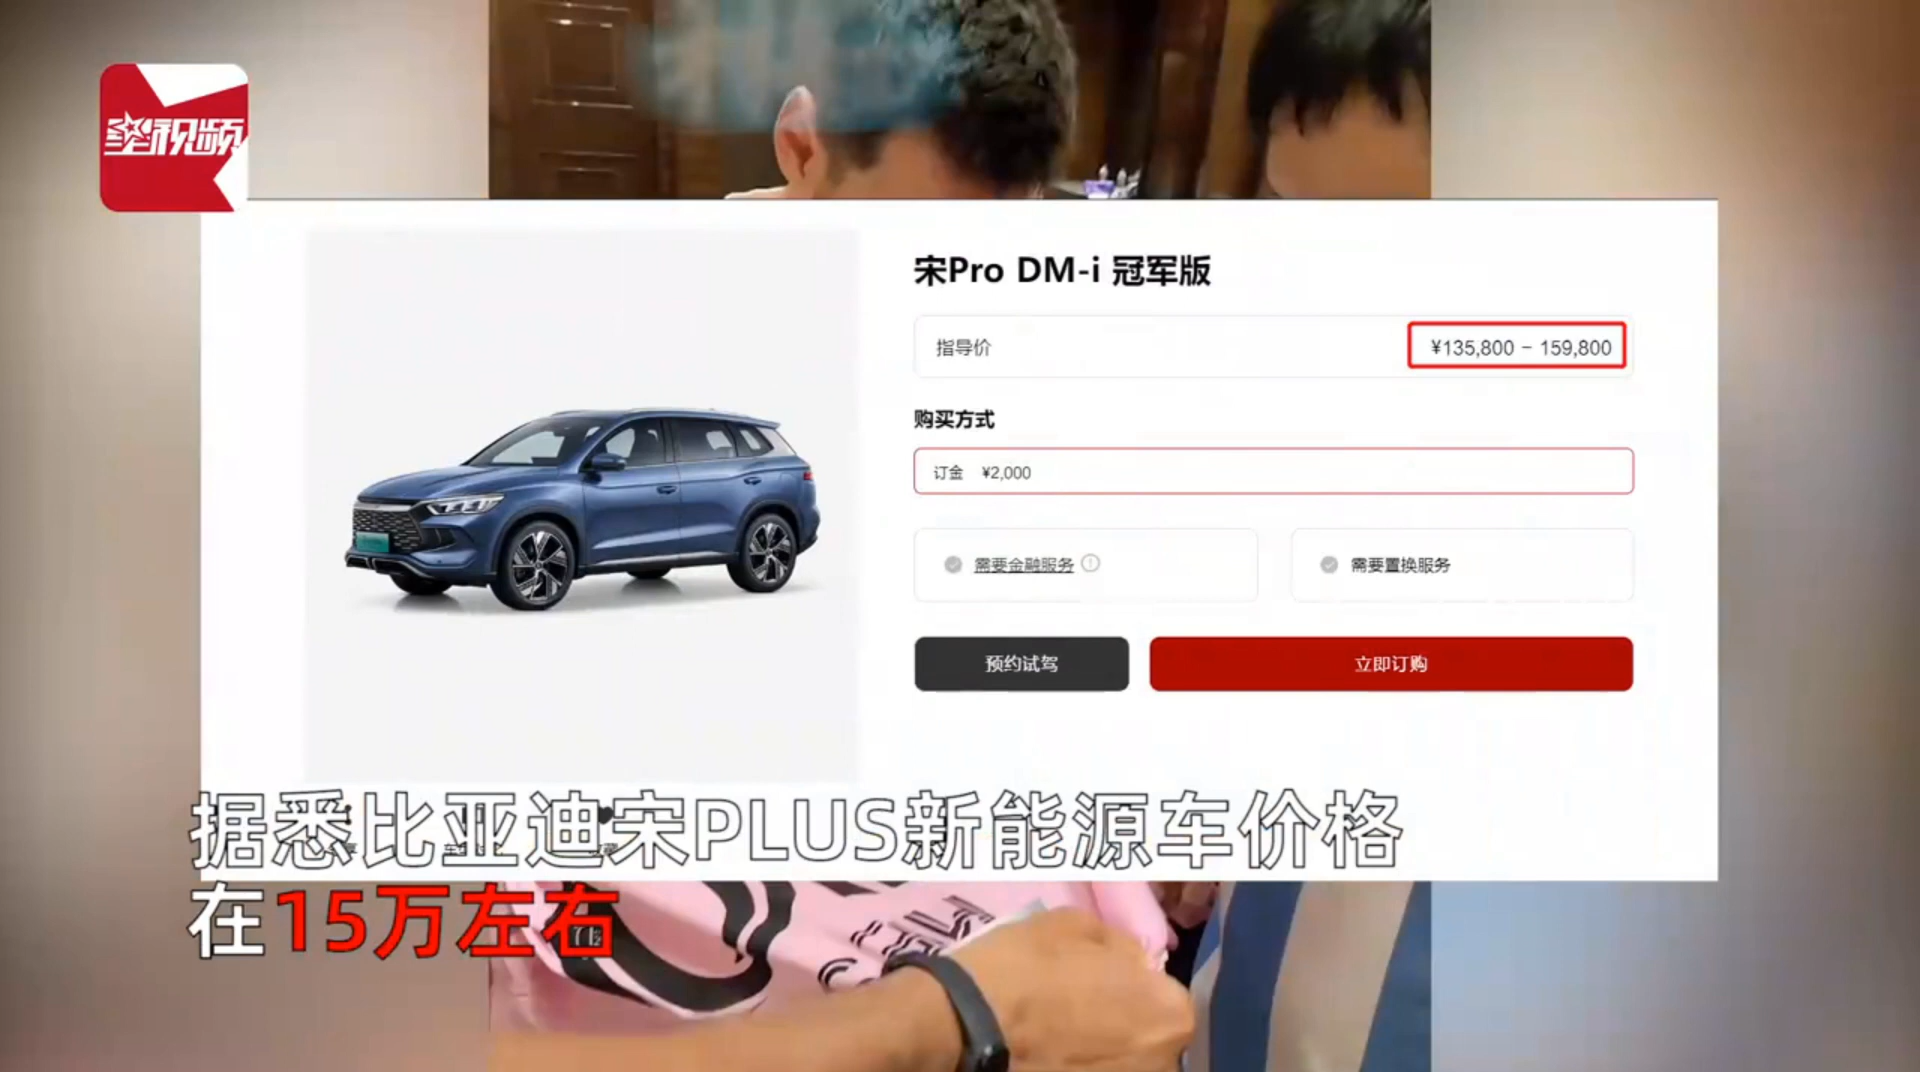 星视频
宋Pro DM-i 冠军版
指导价
¥135,800 - 159,800
购买方式
订金 ¥2,000
需要金融服务
需要置换服务
预约试驾
立即订购
据悉比亚迪宋PLUS新能源车价格
在15万左右